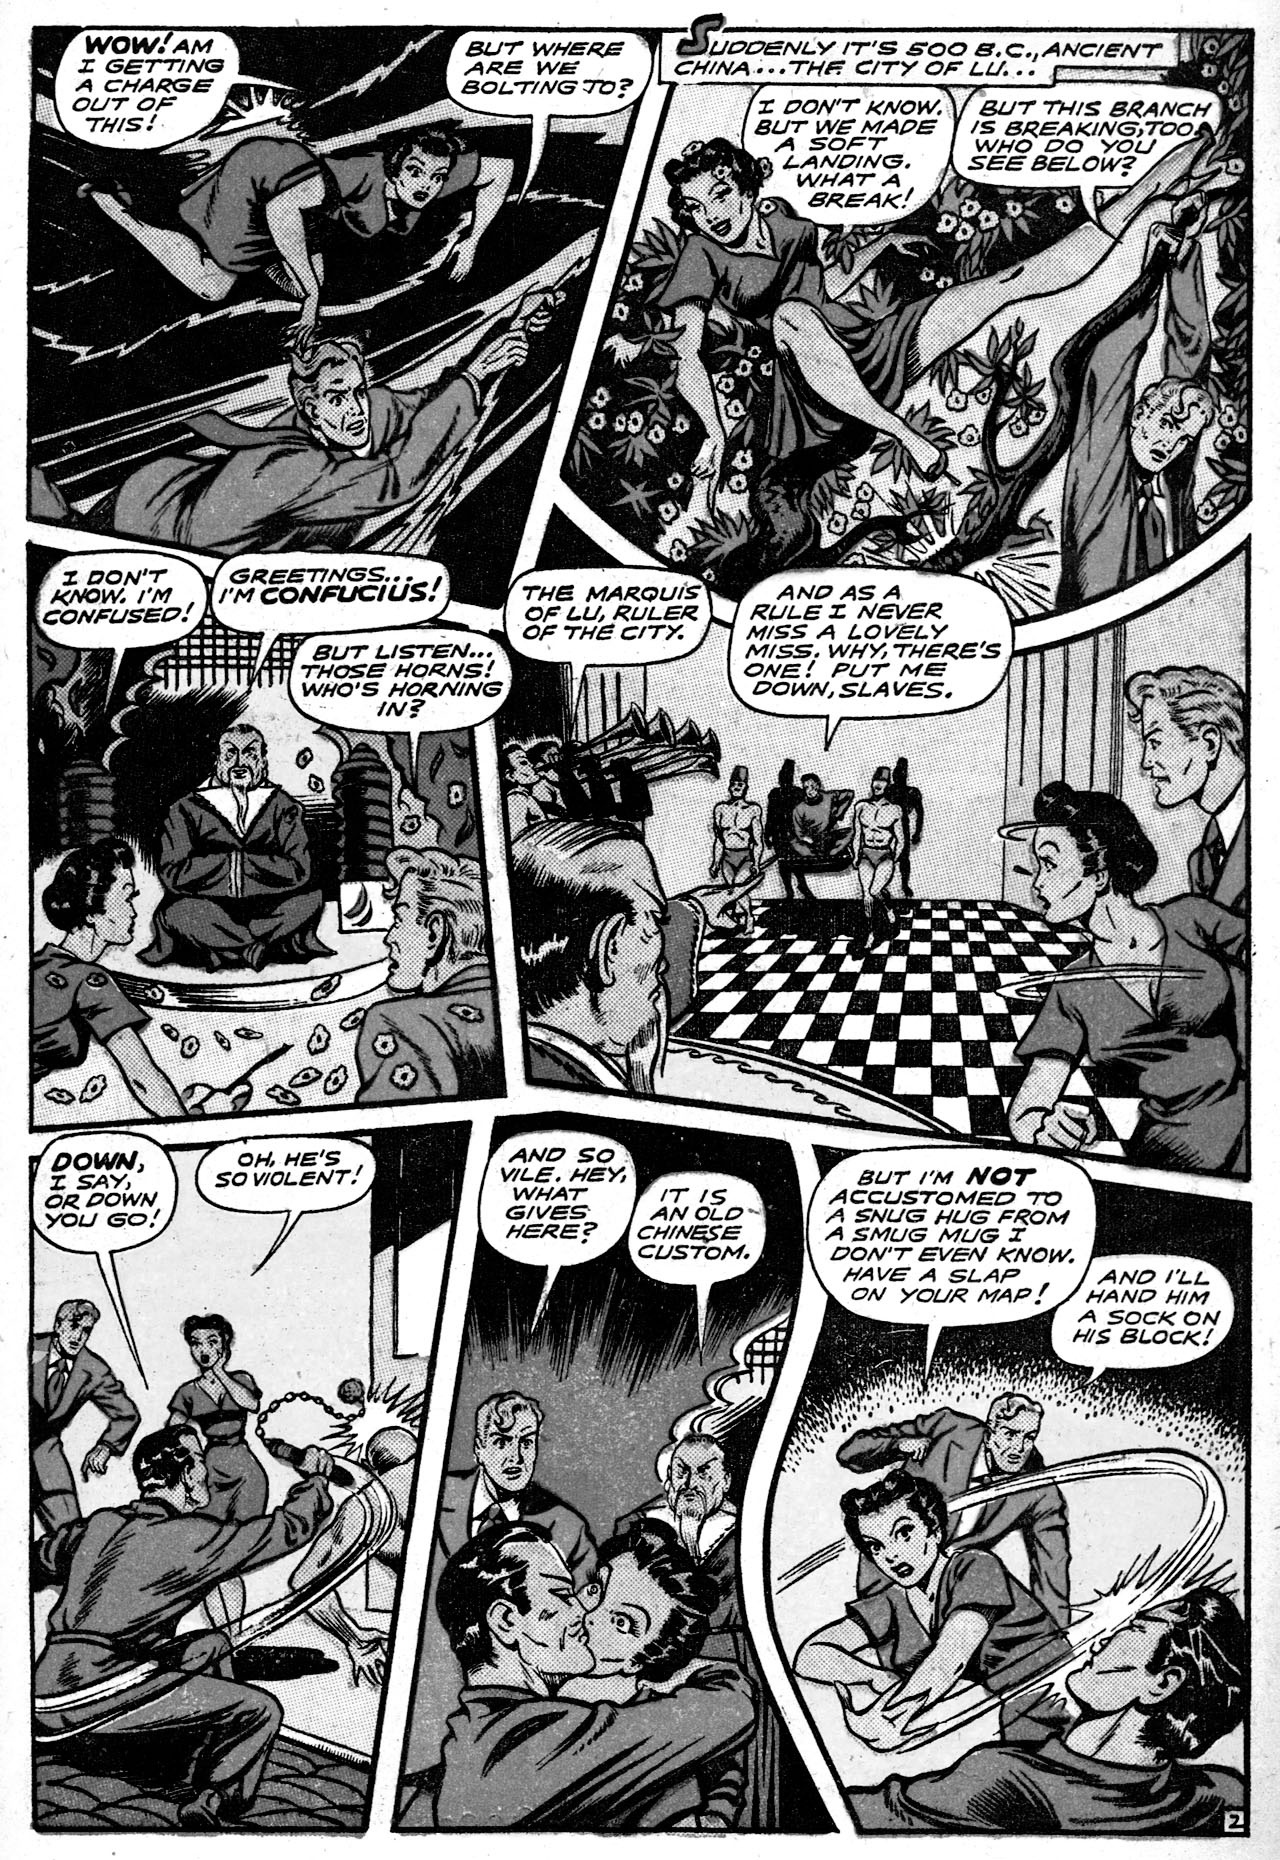 WOW! AM
I GETTING
A CHARGE
OUT OF
THIS!
BUT WHERE
ARE WE
BOLTING TO?
SUDDENLY IT'S 500 B.C., ANCIENT
CHINA...THE CITY OF LU...
I DON'T KNOW.
BUT WE MADE
A SOFT
LANDING.
WHAT A
BREAK!
BUT THIS BRANCH
IS BREAKING, TOO.
WHO DO YOU
SEE BELOW?
I DON'T
KNOW. I'M
CONFUSED!
GREETINGS...
I'M CONFUCIUS!
BUT LISTEN...
THOSE HORNS!
WHO'S HORNING
IN?
THE MARQUIS
OF LU, RULER
OF THE CITY.
AND AS A
RULE I NEVER
MISS A LOVELY
MISS. WHY, THERE'S
ONE! PUT ME
DOWN, SLAVES.
DOWN,
I SAY,
OR DOWN
YOU GO!
OH, HE'S
SO VIOLENT!
AND SO
VILE. HEY,
WHAT
GIVES
HERE?
IT IS
AN OLD
CHINESE
CUSTOM.
BUT I'M NOT
ACCUSTOMED TO
A SNUG HUG FROM
A SMUG MUG I
DON'T EVEN KNOW.
HAVE A SLAP
ON YOUR MAP!
AND I'LL
HAND HIM
A SOCK ON
HIS BLOCK!
2